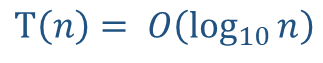 T(n) = O(log₁₀ n)